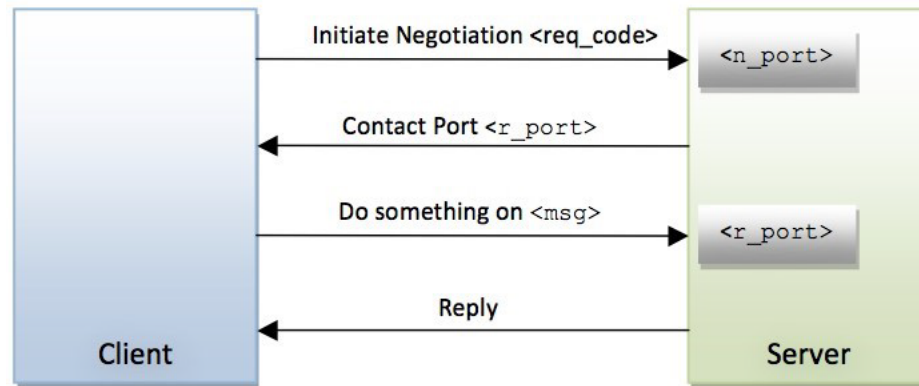 Initiate Negotiation <req_code>
<n_port>
Contact Port <r_port>
Do something on <msg>
<r_port>
Reply
Client
Server